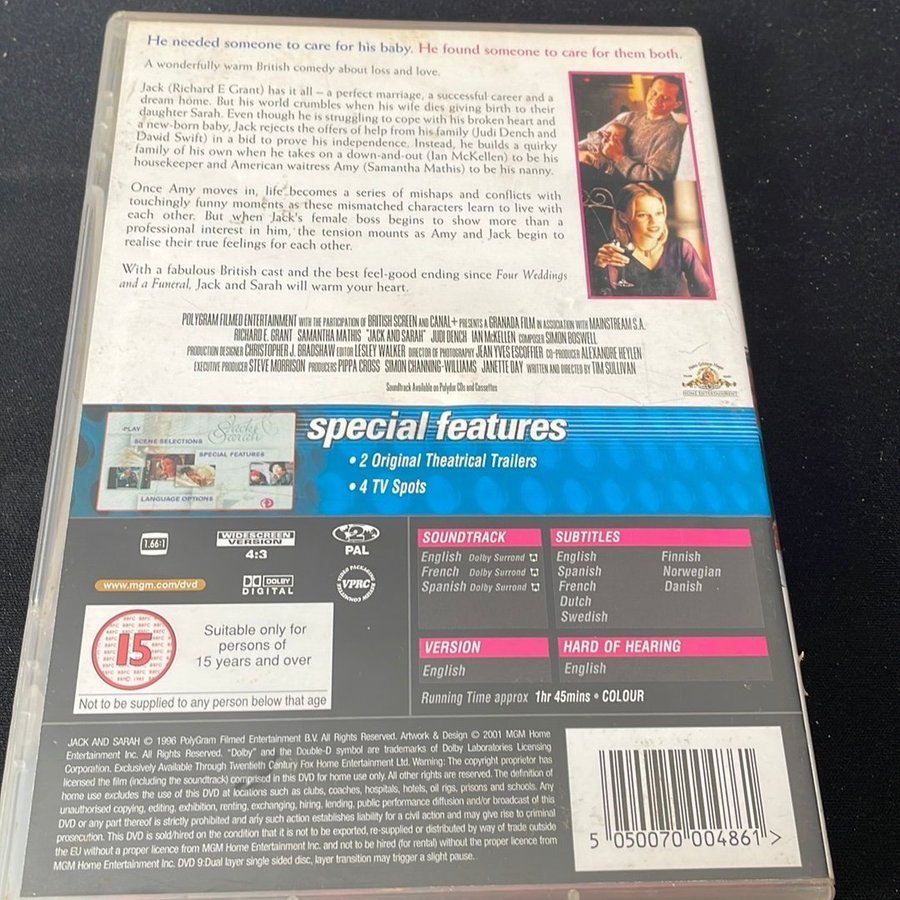 He needed someone to care for his baby. He found someone to care for them both.
A wonderfully warm British comedy about loss and love.
Jack (Richard E Grant) has it all – a perfect marriage, a successful career and a
dream home. But his world crumbles when his wife dies giving birth to their
daughter Sarah. Even though he is struggling to cope with his broken heart and
a new-born baby, Jack rejects the offers of help from his family (Judi Dench and
David Swift) in a bid to prove his independence. Instead, he builds a quirky
family of his own when he takes on a down-and-out (Ian McKellen) to be his
housekeeper and American waitress Amy (Samantha Mathis) to be his nanny.
Once Amy moves in, life becomes a series of mishaps and conflicts with
touchingly funny moments as these mismatched characters learn to live with
each other. But when Jack's female boss begins to show more than a
professional interest in him, the tension mounts as Amy and Jack begin to
realise their true feelings for each other.
With a fabulous British cast and the best feel-good ending since Four Weddings
and a Funeral, Jack and Sarah will warm your heart.
POLYGRAM FILMED ENTERTAINMENT WITH THE PARTICIPATION OF BRITISH SCREEN AND CANAL+ PRESENTS A GRANADA FILM IN ASSOCIATION WITH MAINSTREAM S.A.
RICHARD E. GRANT SAMANTHA MATHIS "JACK AND SARAH" JUDI DENCH IAN McKELLEN COMPOSER SIMON BOSWELL
PRODUCTION DESIGNER CHRISTOPHER J. BRADSHAW EDITOR LESLEY WALKER DIRECTOR OF PHOTOGRAPHY JEAN YVES ESCOFFIER CO-PRODUCER ALEXANDRE HEYLEN
EXECUTIVE PRODUCER STEVE MORRISON PRODUCERS PIPPA CROSS SIMON CHANNING-WILLIAMS JANETTE DAY WRITTEN AND DIRECTED BY TIM SULLIVAN
Soundtrack Available on Polydor CDs and Cassettes
HOME ENTERTAINMENT
PLAY
Jack & Sarah
SCENE SELECTIONS
SPECIAL FEATURES
LANGUAGE OPTIONS
special features
• 2 Original Theatrical Trailers
• 4 TV Spots
1.66:1
WIDESCREEN
VERSION
4:3
2
PAL
www.mgm.com/dvd
DOLBY
DIGITAL
VPRC
SOUNDTRACK
English Dolby Surrond
French Dolby Surrond
Spanish Dolby Surrond
SUBTITLES
English Finnish
Spanish Norwegian
French Danish
Dutch
Swedish
VERSION
English
HARD OF HEARING
English
Running Time approx 1hr 45mins • COLOUR
15
Suitable only for
persons of
15 years and over
Not to be supplied to any person below that age
JACK AND SARAH © 1996 PolyGram Filmed Entertainment B.V. All Rights Reserved. Artwork & Design © 2001 MGM Home
Entertainment Inc. All Rights Reserved. "Dolby" and the Double-D symbol are trademarks of Dolby Laboratories Licensing
Corporation. Exclusively Available Through Twentieth Century Fox Home Entertainment Ltd. Warning: The copyright proprietor has
licensed the film (including the soundtrack) comprised in this DVD for home use only. All other rights are reserved. The definition of
home use excludes the use of this DVD at locations such as clubs, coaches, hospitals, hotels, oil rigs, prisons and schools. Any
unauthorised copying, editing, exhibition, renting, exchanging, hiring, lending, public performance diffusion and/or broadcast of this
DVD or any part thereof is strictly prohibited and any such action establishes liability for a civil action and may give rise to criminal
prosecution. This DVD is sold/hired on the condition that it is not to be exported, re-supplied or distributed by way of trade outside
the EU without a proper licence from MGM Home Entertainment Inc. and not to be hired (for rental) without the proper licence from
MGM Home Entertainment Inc. DVD 9:Dual layer single sided disc, layer transition may trigger a slight pause.
5 050070 004861 >